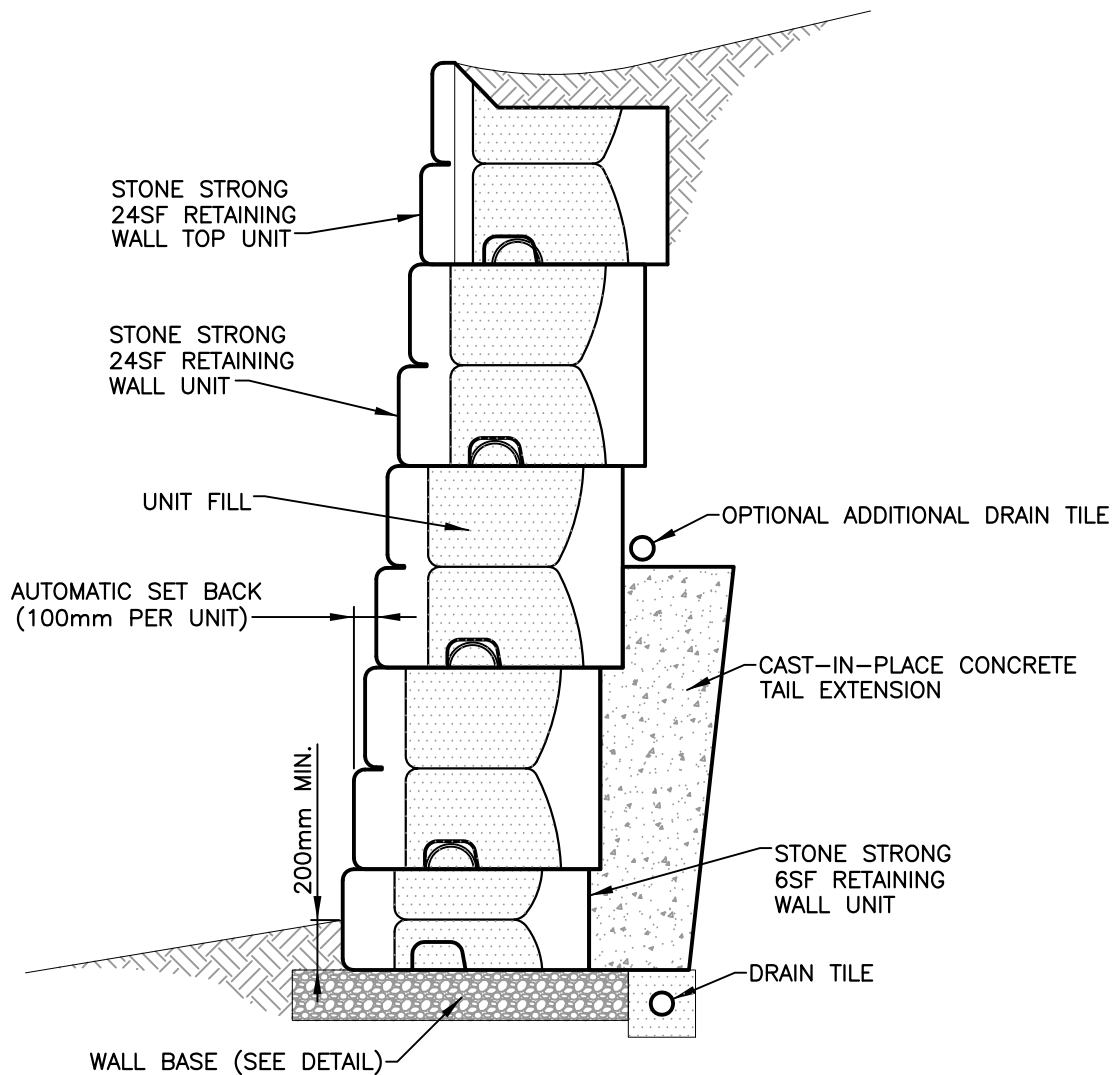 STONE STRONG
24SF RETAINING
WALL TOP UNIT
STONE STRONG
24SF RETAINING
WALL UNIT
UNIT FILL
OPTIONAL ADDITIONAL DRAIN TILE
AUTOMATIC SET BACK
(100mm PER UNIT)
CAST-IN-PLACE CONCRETE
TAIL EXTENSION
200mm MIN.
STONE STRONG
6SF RETAINING
WALL UNIT
DRAIN TILE
WALL BASE (SEE DETAIL)